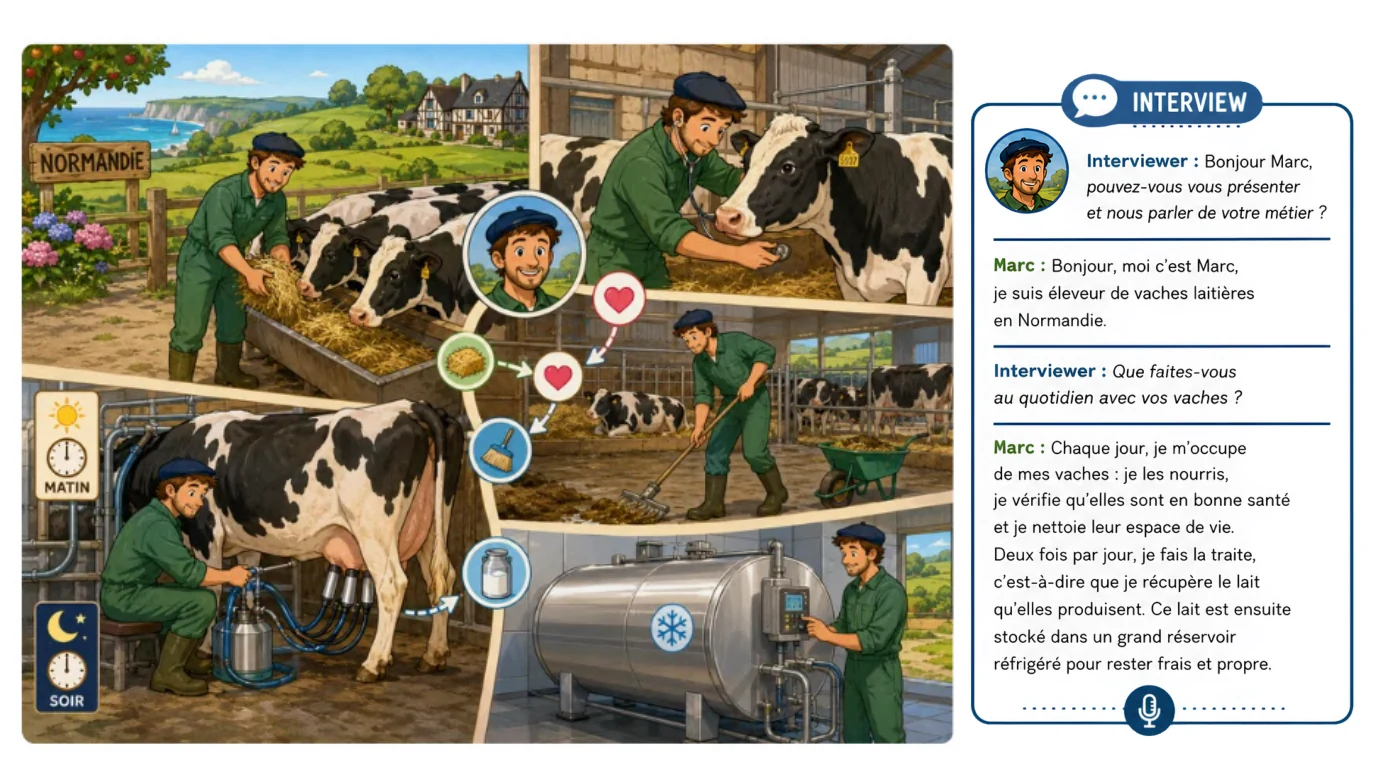 NORMANDIE
MATIN
SOIR
INTERVIEW
Interviewer : Bonjour Marc,
pouvez-vous vous présenter
et nous parler de votre métier ?
Marc : Bonjour, moi c'est Marc,
je suis éleveur de vaches laitières
en Normandie.
Interviewer : Que faites-vous
au quotidien avec vos vaches ?
Marc : Chaque jour, je m'occupe
de mes vaches : je les nourris,
je vérifie qu'elles sont en bonne santé
et je nettoie leur espace de vie.
Deux fois par jour, je fais la traite,
c'est-à-dire que je récupère le lait
qu'elles produisent. Ce lait est ensuite
stocké dans un grand réservoir
réfrigéré pour rester frais et propre.